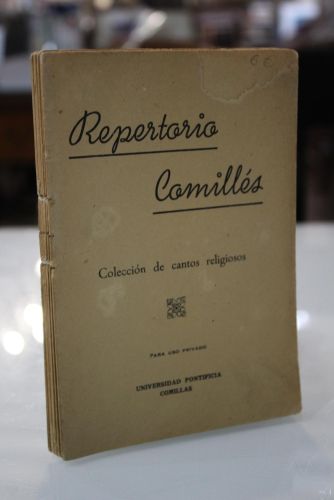 Repertorio
Comillés
Colección de cantos religiosos
PARA USO PRIVADO
UNIVERSIDAD PONTIFICIA
COMILLAS